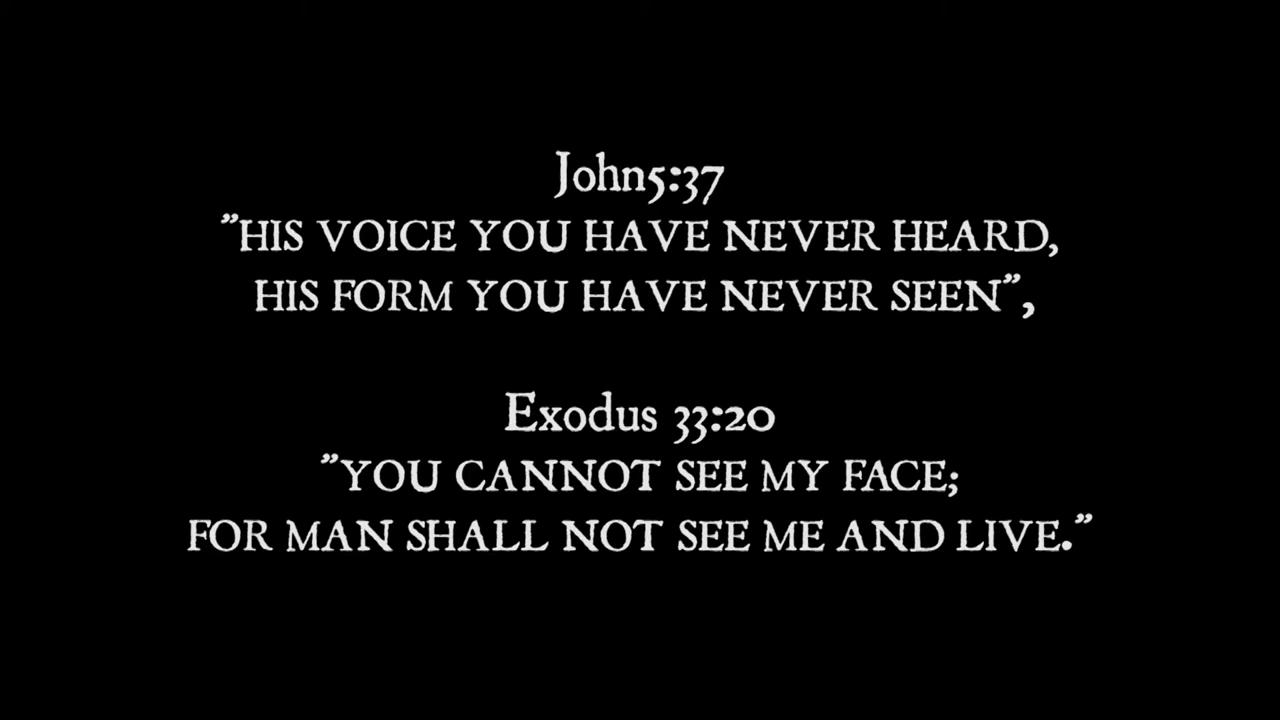 John5:37
”HIS VOICE YOU HAVE NEVER HEARD,
HIS FORM YOU HAVE NEVER SEEN”,
Exodus 33:20
”YOU CANNOT SEE MY FACE;
FOR MAN SHALL NOT SEE ME AND LIVE.”